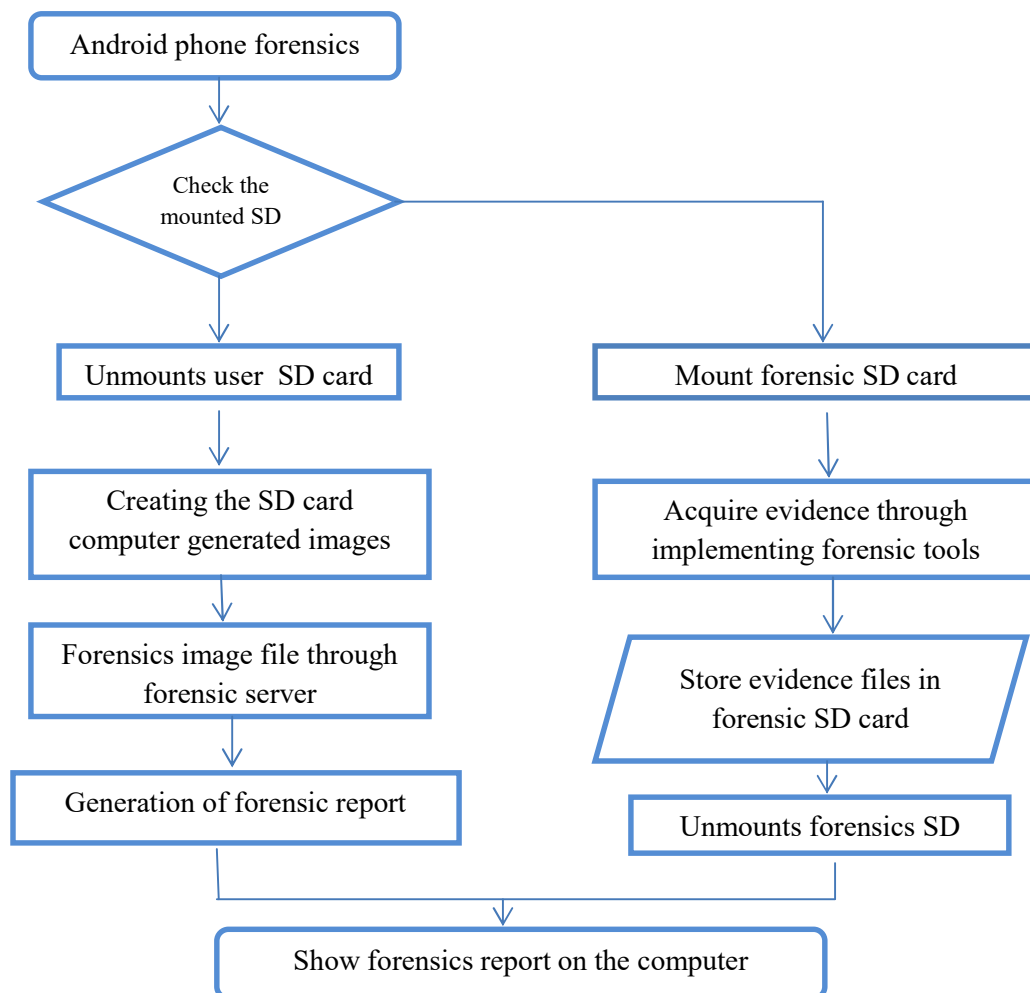 Android phone forensics
Check the
mounted SD
Unmounts user  SD card
Mount forensic SD card
Creating the SD card
computer generated images
Acquire evidence through
implementing forensic tools
Forensics image file through
forensic server
Store evidence files in
forensic SD card
Generation of forensic report
Unmounts forensics SD
Show forensics report on the computer